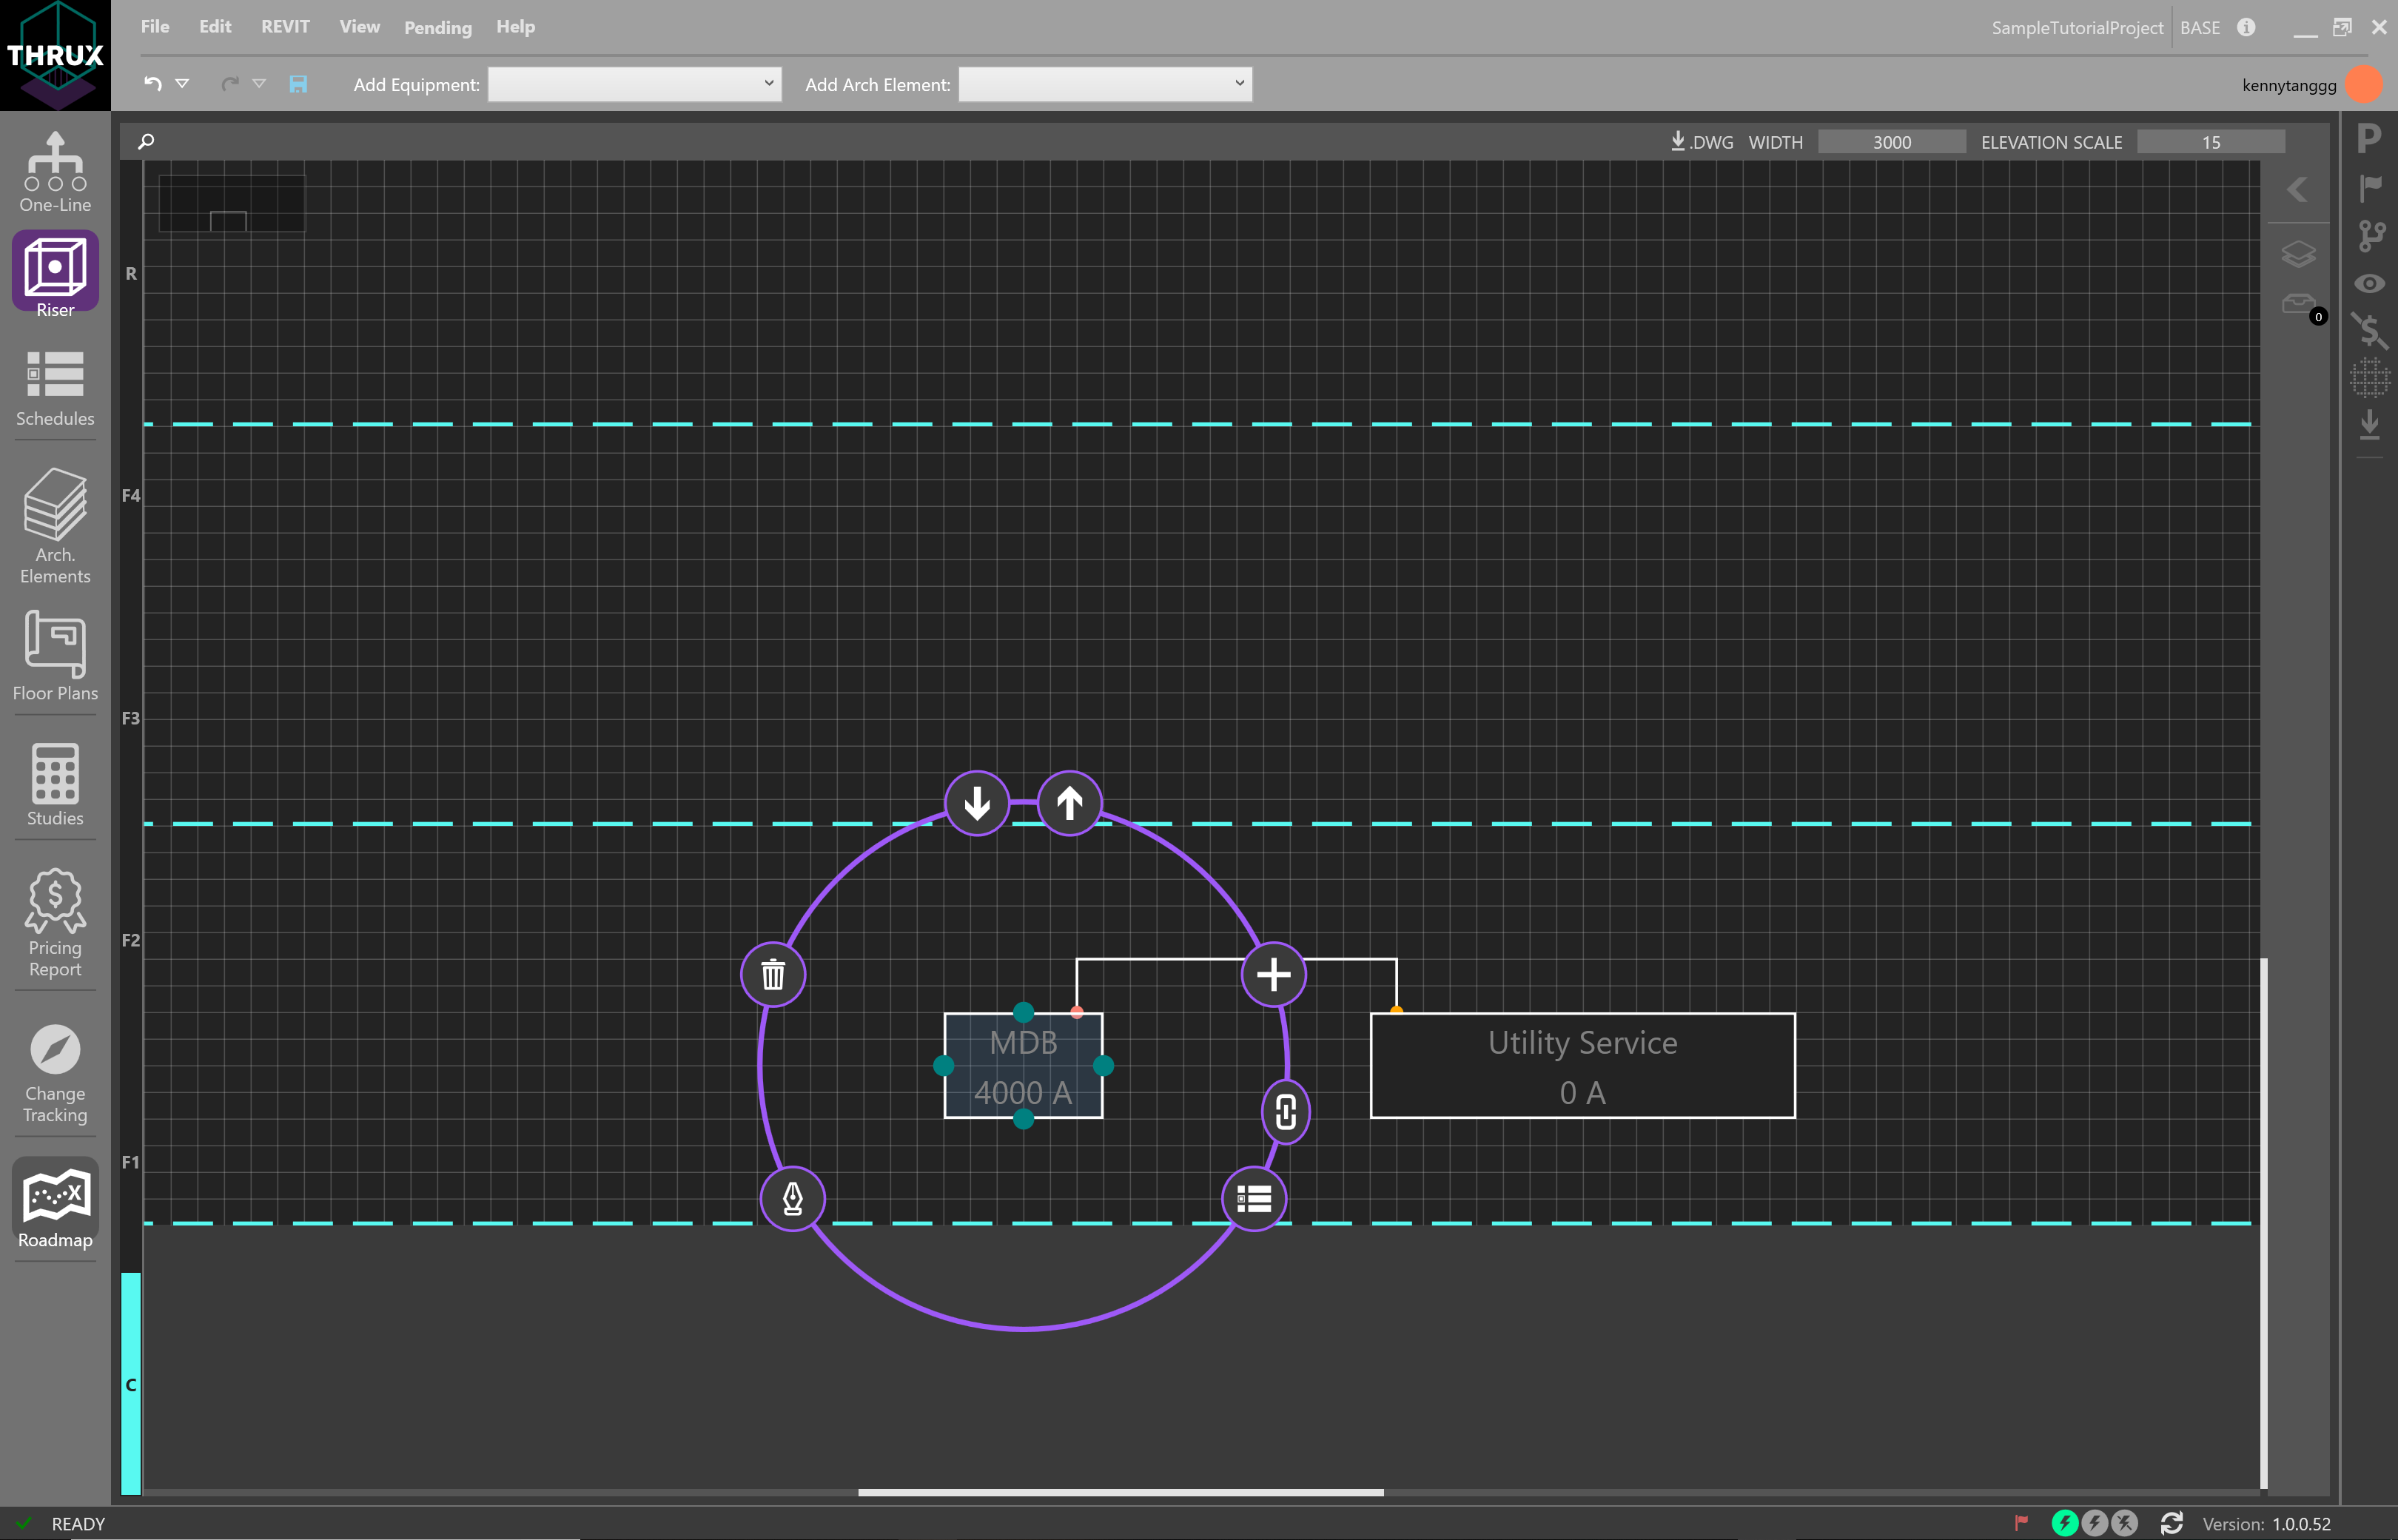 THRUX
File Edit REVIT View Pending Help
SampleTutorialProject BASE
Add Equipment: Add Arch Element:
kennytanggg
.DWG WIDTH 3000 ELEVATION SCALE 15
One-Line
Riser
Schedules
Arch.
Elements
Floor Plans
Studies
Pricing
Report
Change
Tracking
Roadmap
R
F4
F3
F2
F1
C
MDB
4000 A
Utility Service
0 A
P
0
READY
Version: 1.0.0.52